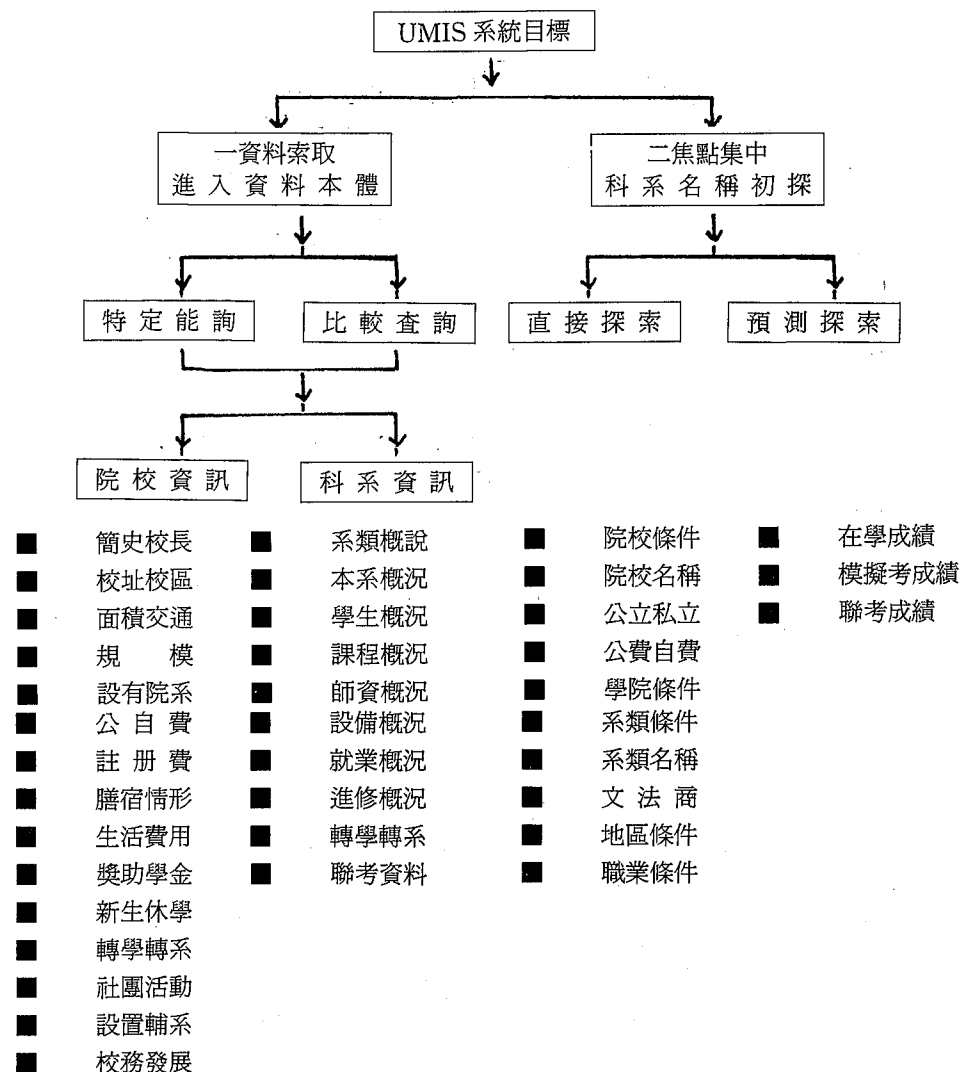 UMIS 系統目標
一資料索取
進入資料本體
二焦點集中
科系名稱初探
特定能詢
比較查詢
直接探索
預測探索
院校資訊
科系資訊
■ 簡史校長
■ 校址校區
■ 面積交通
■ 規 模
■ 設有院系
■ 公自費
■ 註册費
■ 膳宿情形
■ 生活費用
■ 獎助學金
■ 新生休學
■ 轉學轉系
■ 社團活動
■ 設置輔系
■ 校務發展
■ 系類概說
■ 本系概況
■ 學生概況
■ 課程概況
■ 師資概況
■ 設備概況
■ 就業概況
■ 進修概況
■ 轉學轉系
■ 聯考資料
■ 院校條件
■ 院校名稱
■ 公立私立
■ 公費自費
■ 學院條件
■ 系類條件
■ 系類名稱
■ 文法商
■ 地區條件
■ 職業條件
■ 在學成績
■ 模擬考成績
■ 聯考成績